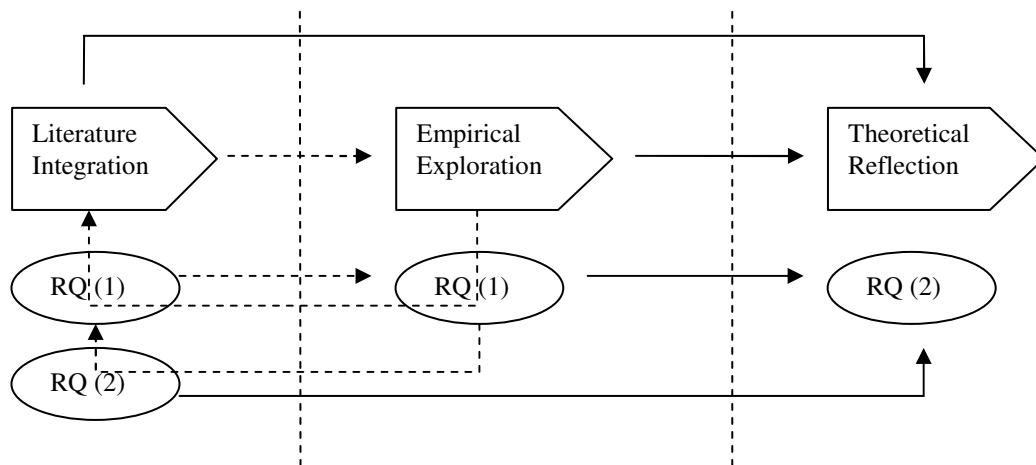 Literature
Integration
Empirical
Exploration
Theoretical
Reflection
RQ (1)
RQ (1)
RQ (2)
RQ (2)